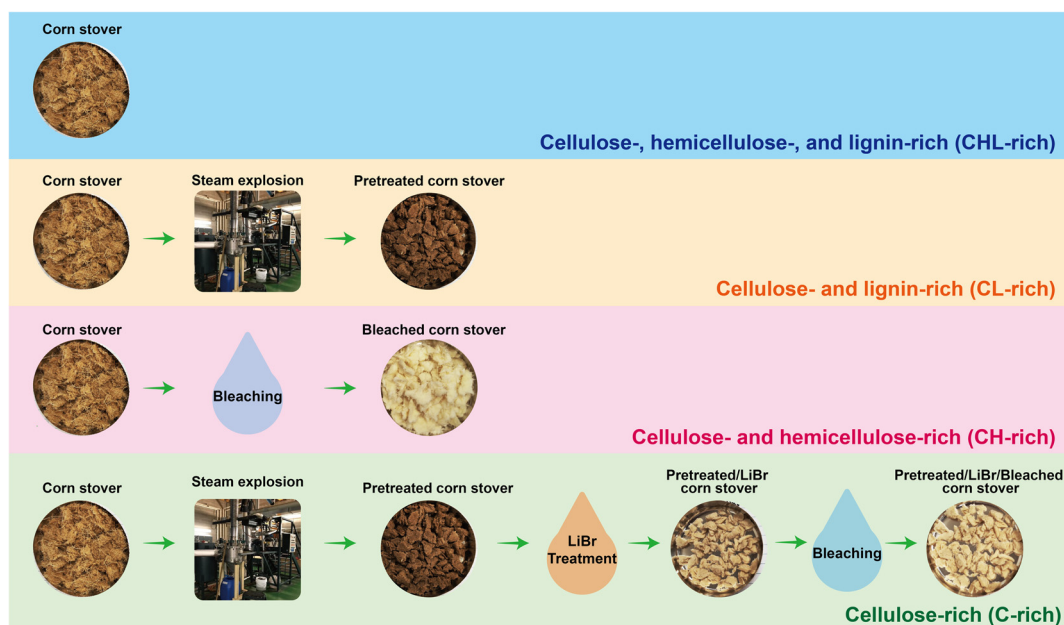 Corn stover
Cellulose-, hemicellulose-, and lignin-rich (CHL-rich)
Corn stover
Steam explosion
Pretreated corn stover
Cellulose- and lignin-rich (CL-rich)
Corn stover
Bleaching
Bleached corn stover
Cellulose- and hemicellulose-rich (CH-rich)
Corn stover
Steam explosion
Pretreated corn stover
LiBr
Treatment
Pretreated/LiBr
corn stover
Bleaching
Pretreated/LiBr/Bleached
corn stover
Cellulose-rich (C-rich)